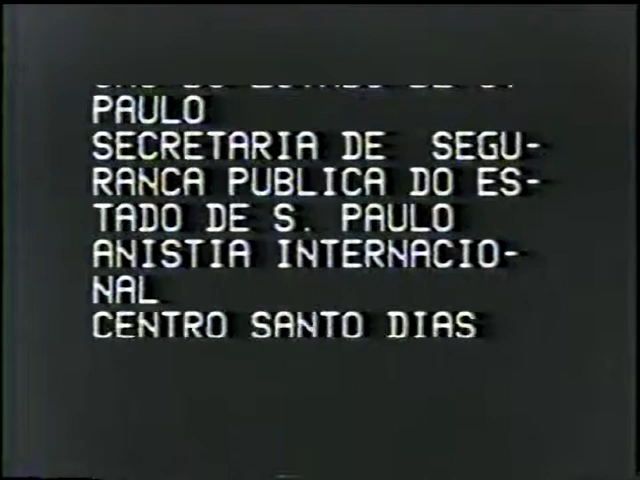 PAULO
SECRETARIA DE SEGU-
RANCA PUBLICA DO ES-
TADO DE S. PAULO
ANISTIA INTERNACIO-
NAL
CENTRO SANTO DIAS